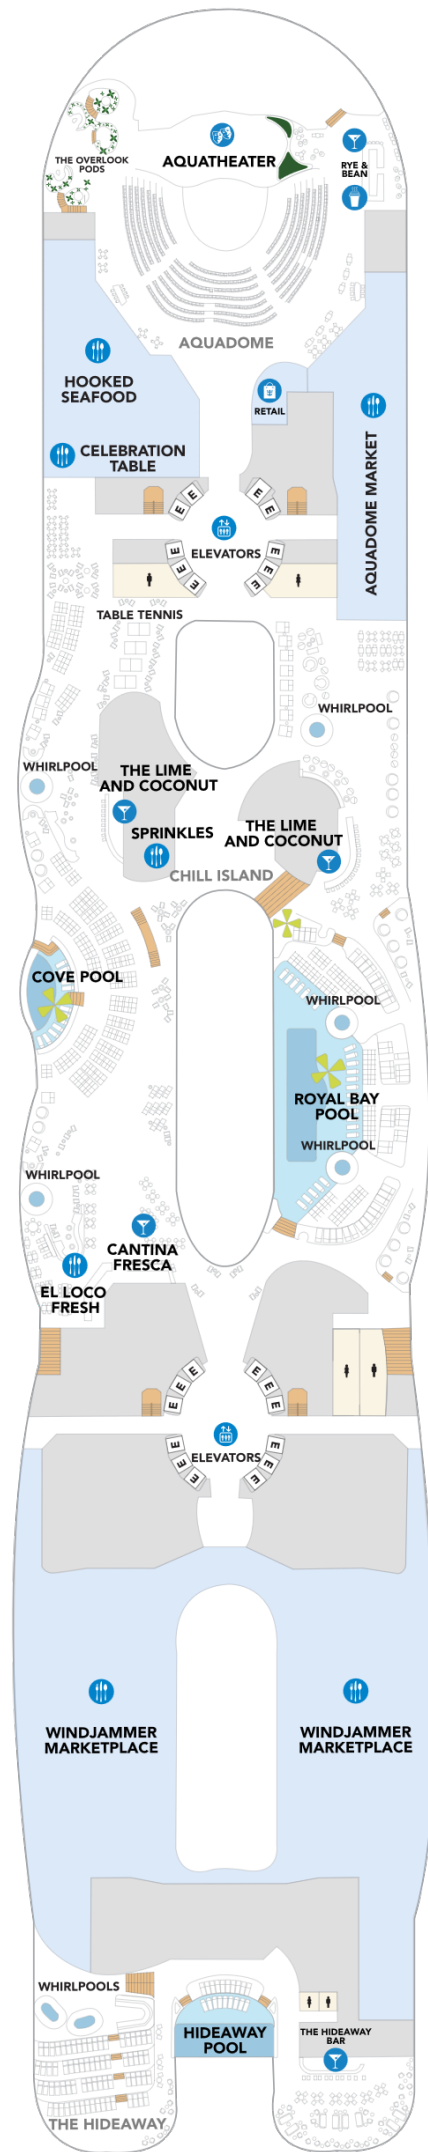 AQUATHEATER
THE OVERLOOK
PODS
RYE &
BEAN
AQUADOME
HOOKED
SEAFOOD
RETAIL
CELEBRATION
TABLE
AQUADOME MARKET
E E E E
ELEVATORS
E E E E E E
TABLE TENNIS
WHIRLPOOL
WHIRLPOOL
THE LIME
AND COCONUT
SPRINKLES
THE LIME
AND COCONUT
CHILL ISLAND
COVE POOL
WHIRLPOOL
ROYAL BAY
POOL
WHIRLPOOL
WHIRLPOOL
CANTINA
FRESCA
EL LOCO
FRESH
E E E E E E E E
ELEVATORS
E E E E E E
WINDJAMMER
MARKETPLACE
WINDJAMMER
MARKETPLACE
WHIRLPOOLS
HIDEAWAY
POOL
THE HIDEAWAY
BAR
THE HIDEAWAY